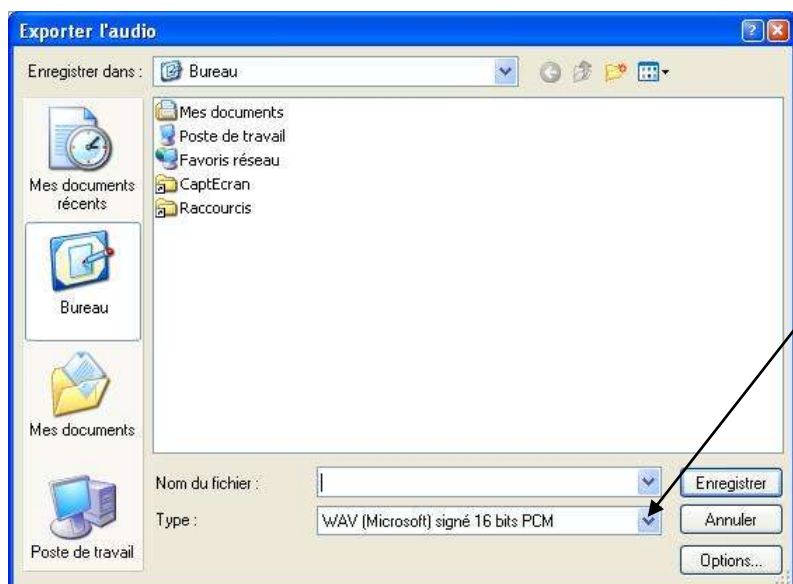 Exporter l'audio
Enregistrer dans :
Bureau
Mes documents
récents
Bureau
Mes documents
Poste de travail
Mes documents
Poste de travail
Favoris réseau
CaptEcran
Raccourcis
Nom du fichier :
Enregistrer
Type :
WAV (Microsoft) signé 16 bits PCM
Annuler
Options...